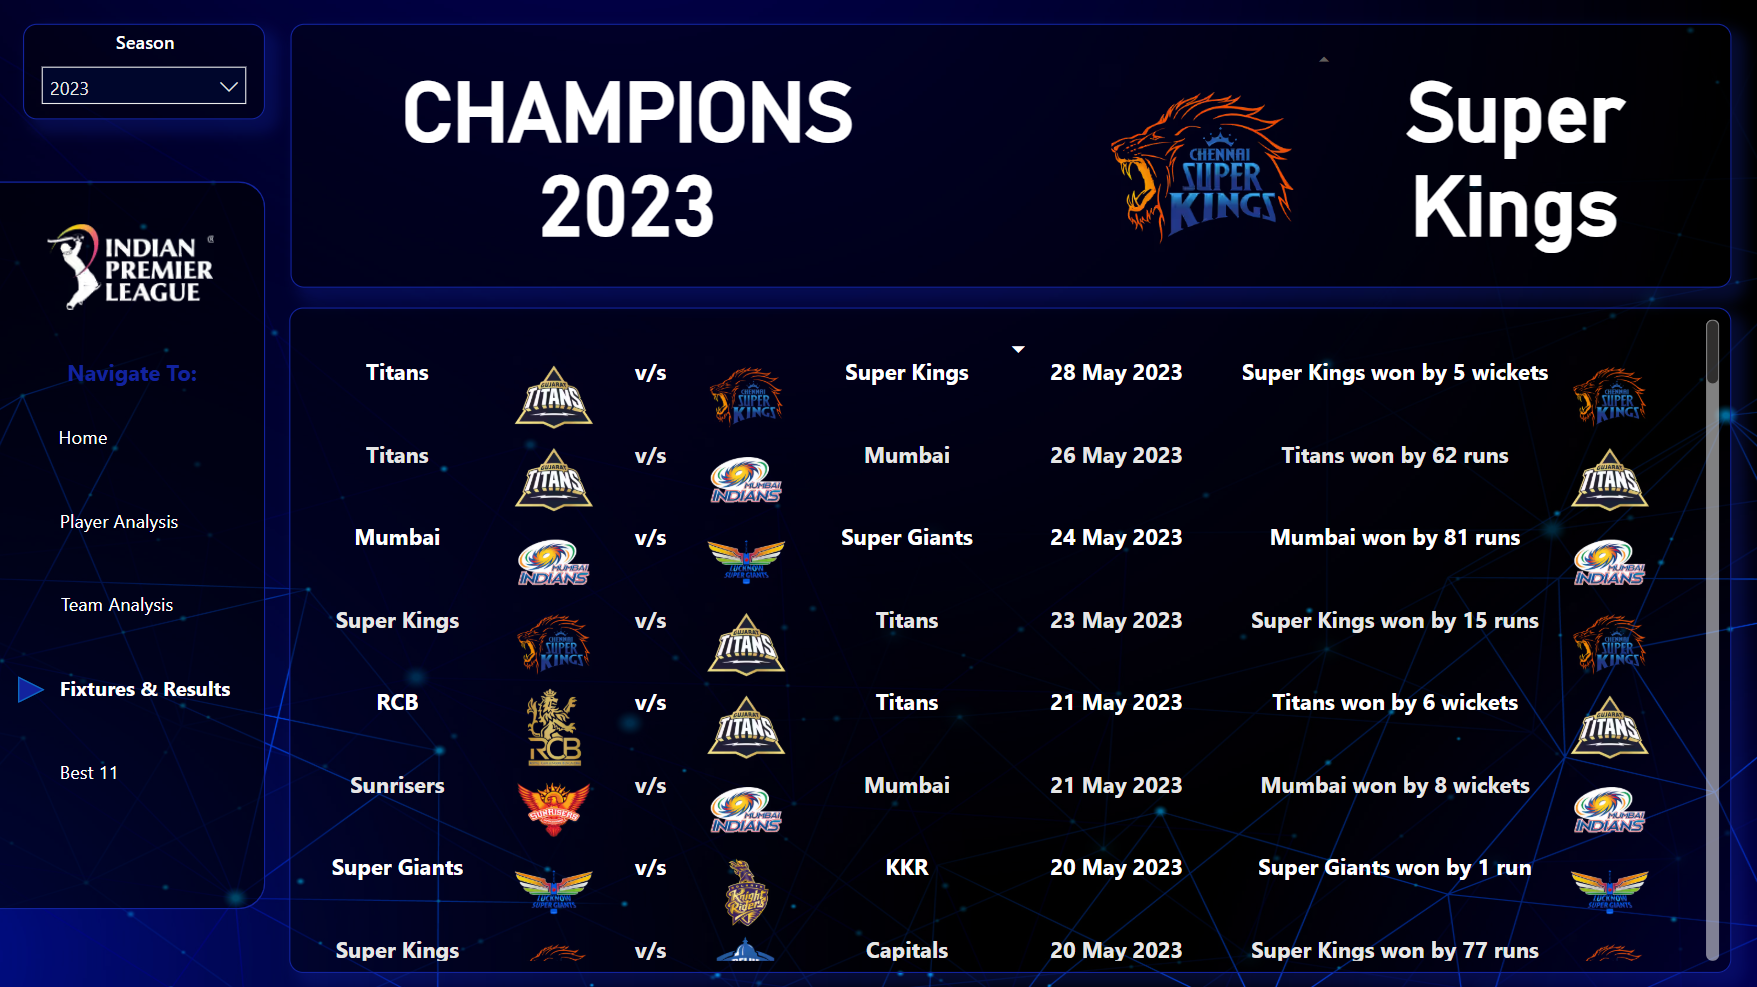 Season
2023
CHAMPIONS
2023
CHENNAI
SUPER
KINGS
Super
Kings
INDIAN
PREMIER
LEAGUE
Navigate To:
Home
Player Analysis
Team Analysis
Fixtures & Results
Best 11
Titans GUJARAT TITANS v/s CHENNAI SUPER KINGS Super Kings 28 May 2023 Super Kings won by 5 wickets CHENNAI SUPER KINGS
Titans GUJARAT TITANS v/s MUMBAI INDIANS Mumbai 26 May 2023 Titans won by 62 runs GUJARAT TITANS
Mumbai MUMBAI INDIANS v/s LUCKNOW SUPER GIANTS Super Giants 24 May 2023 Mumbai won by 81 runs MUMBAI INDIANS
Super Kings CHENNAI SUPER KINGS v/s GUJARAT TITANS Titans 23 May 2023 Super Kings won by 15 runs CHENNAI SUPER KINGS
RCB RCB v/s GUJARAT TITANS Titans 21 May 2023 Titans won by 6 wickets GUJARAT TITANS
Sunrisers SUNRISERS v/s MUMBAI INDIANS Mumbai 21 May 2023 Mumbai won by 8 wickets MUMBAI INDIANS
Super Giants LUCKNOW SUPER GIANTS v/s Knight Riders KKR 20 May 2023 Super Giants won by 1 run LUCKNOW SUPER GIANTS
Super Kings v/s Capitals 20 May 2023 Super Kings won by 77 runs